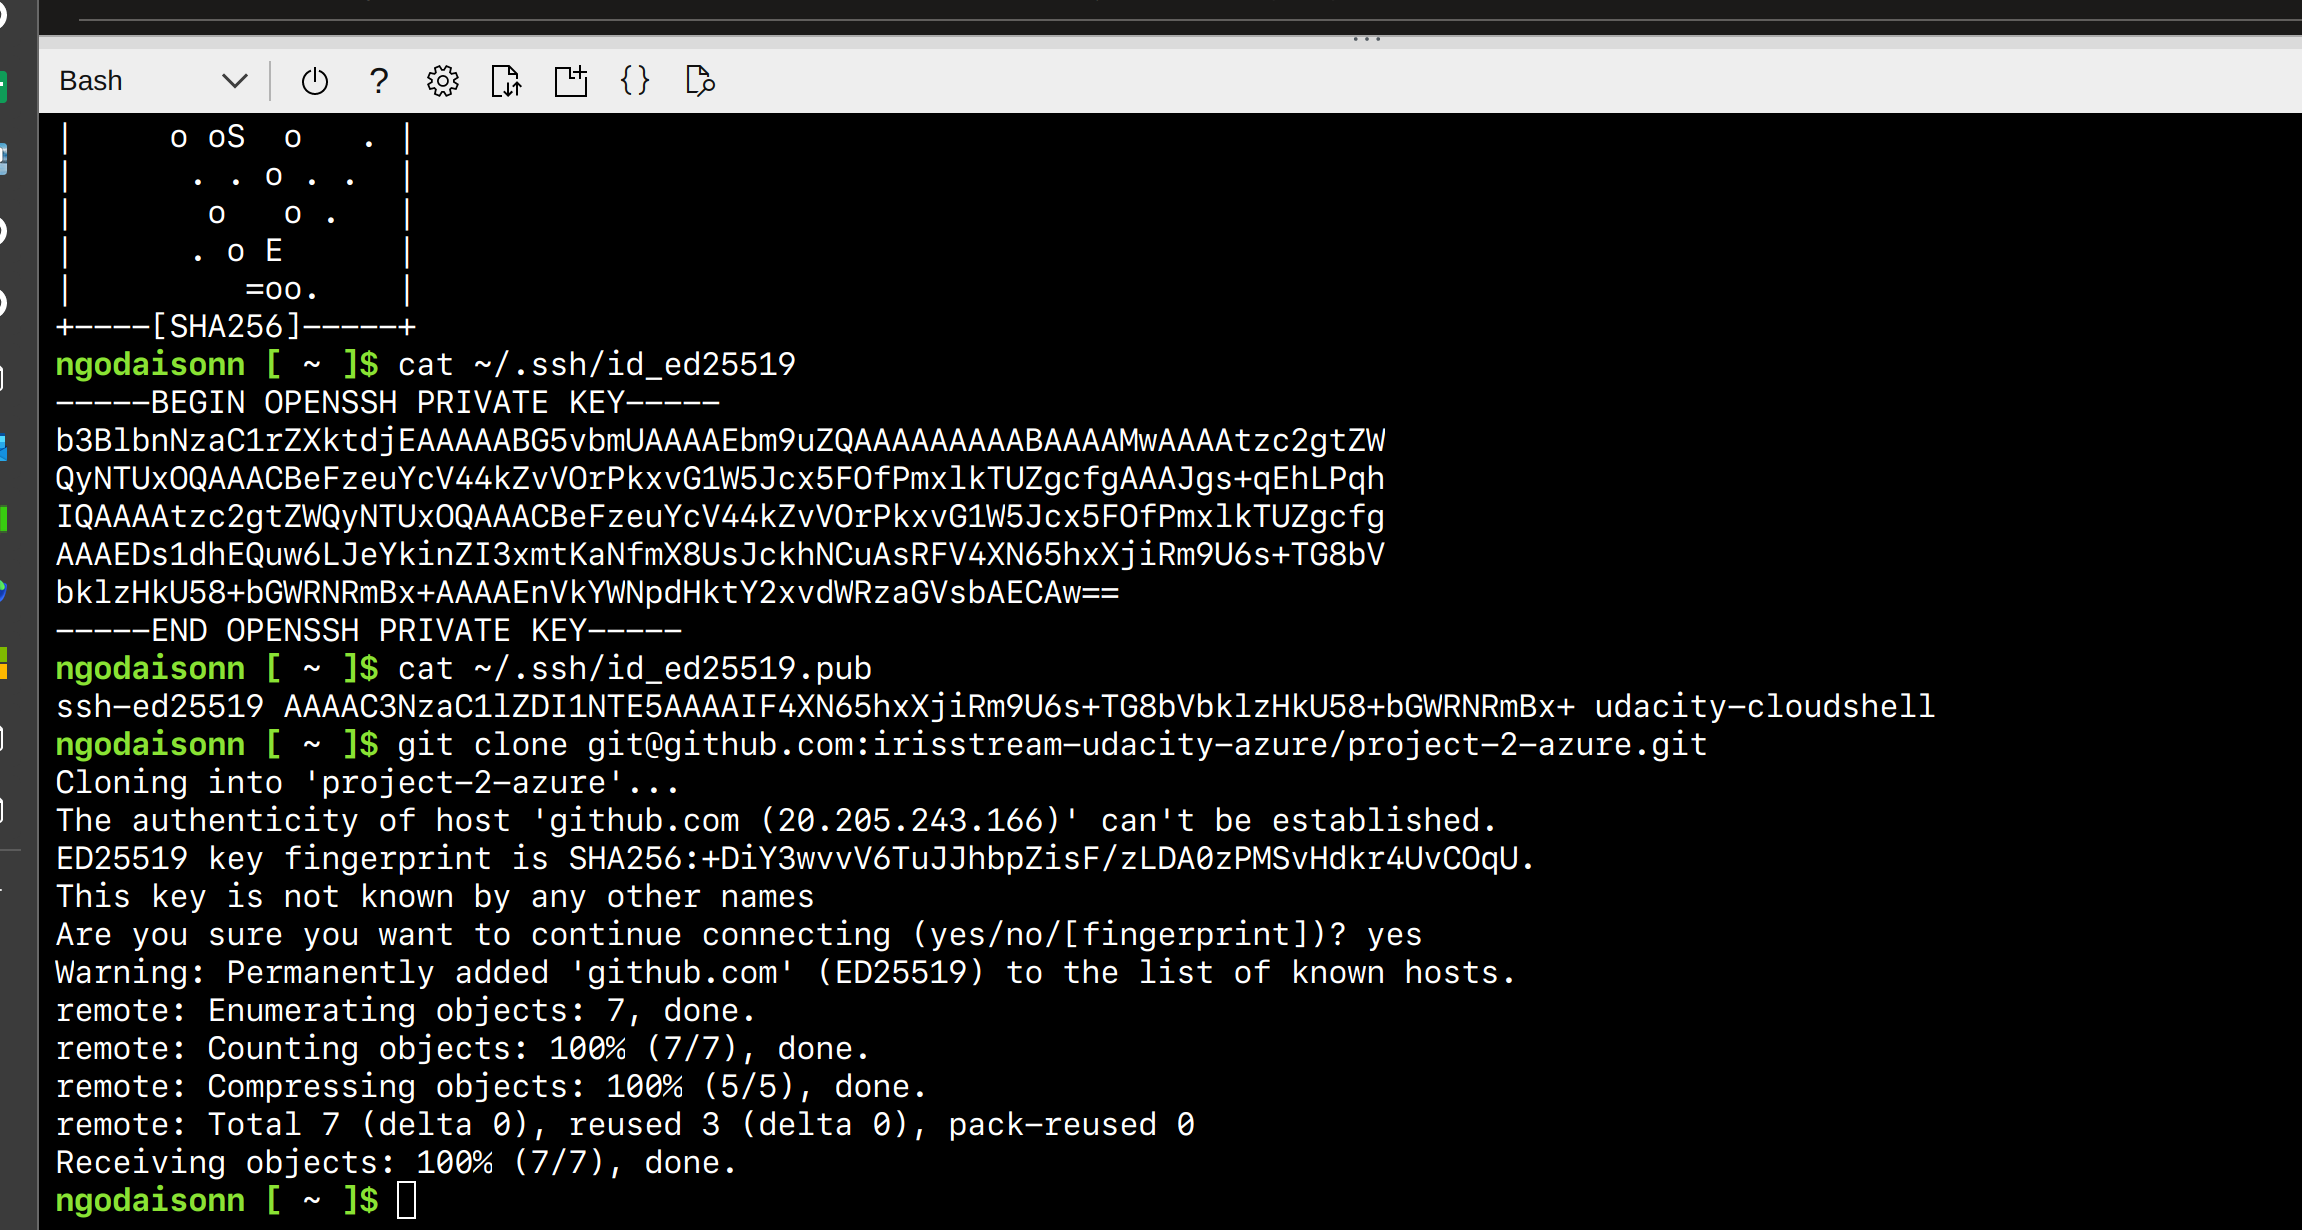 Bash
| o oS o . |
| . . o . . |
| o o . |
| . o E |
| =oo. |
+----[SHA256]-----+
ngodaisonn [ ~ ]$ cat ~/.ssh/id_ed25519
-----BEGIN OPENSSH PRIVATE KEY-----
b3BlbnNzaC1rZXktdjEAAAAABG5vbmUAAAAEbm9uZQAAAAAAAAABAAAAMwAAAAtzc2gtZW
QyNTUxOQAAACBeFzeuYcV44kZvVOrPkxvG1W5Jcx5FOfPmxlkTUZgcfgAAAJgs+qEhLPqh
IQAAAAtzc2gtZWQyNTUxOQAAACBeFzeuYcV44kZvVOrPkxvG1W5Jcx5FOfPmxlkTUZgcfg
AAAEDs1dhEQuw6LJeYkinZI3xmtKaNfmX8UsJckhNCuAsRFV4XN65hxXjiRm9U6s+TG8bV
bklzHkU58+bGWRNRmBx+AAAAEnVkYWNpdHktY2xvdWRzaGVsbAECAw==
-----END OPENSSH PRIVATE KEY-----
ngodaisonn [ ~ ]$ cat ~/.ssh/id_ed25519.pub
ssh-ed25519 AAAAC3NzaC1lZDI1NTE5AAAAIF4XN65hxXjiRm9U6s+TG8bVbklzHkU58+bGWRNRmBx+ udacity-cloudshell
ngodaisonn [ ~ ]$ git clone git@github.com:irisstream-udacity-azure/project-2-azure.git
Cloning into 'project-2-azure'...
The authenticity of host 'github.com (20.205.243.166)' can't be established.
ED25519 key fingerprint is SHA256:+DiY3wvvV6TuJJhbpZisF/zLDA0zPMSvHdkr4UvCOqU.
This key is not known by any other names
Are you sure you want to continue connecting (yes/no/[fingerprint])? yes
Warning: Permanently added 'github.com' (ED25519) to the list of known hosts.
remote: Enumerating objects: 7, done.
remote: Counting objects: 100% (7/7), done.
remote: Compressing objects: 100% (5/5), done.
remote: Total 7 (delta 0), reused 3 (delta 0), pack-reused 0
Receiving objects: 100% (7/7), done.
ngodaisonn [ ~ ]$